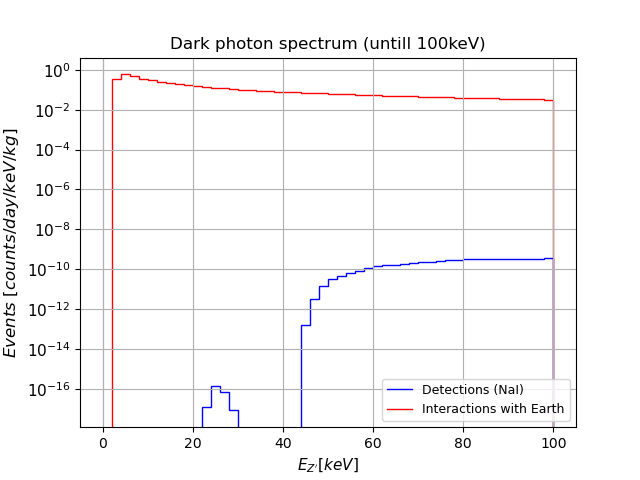 Dark photon spectrum (untill 100keV)
Events [counts/day/keV/kg]
10^0
10^-2
10^-4
10^-6
10^-8
10^-10
10^-12
10^-14
10^-16
Detections (NaI)
Interactions with Earth
0 20 40 60 80 100
E_Z' [keV]